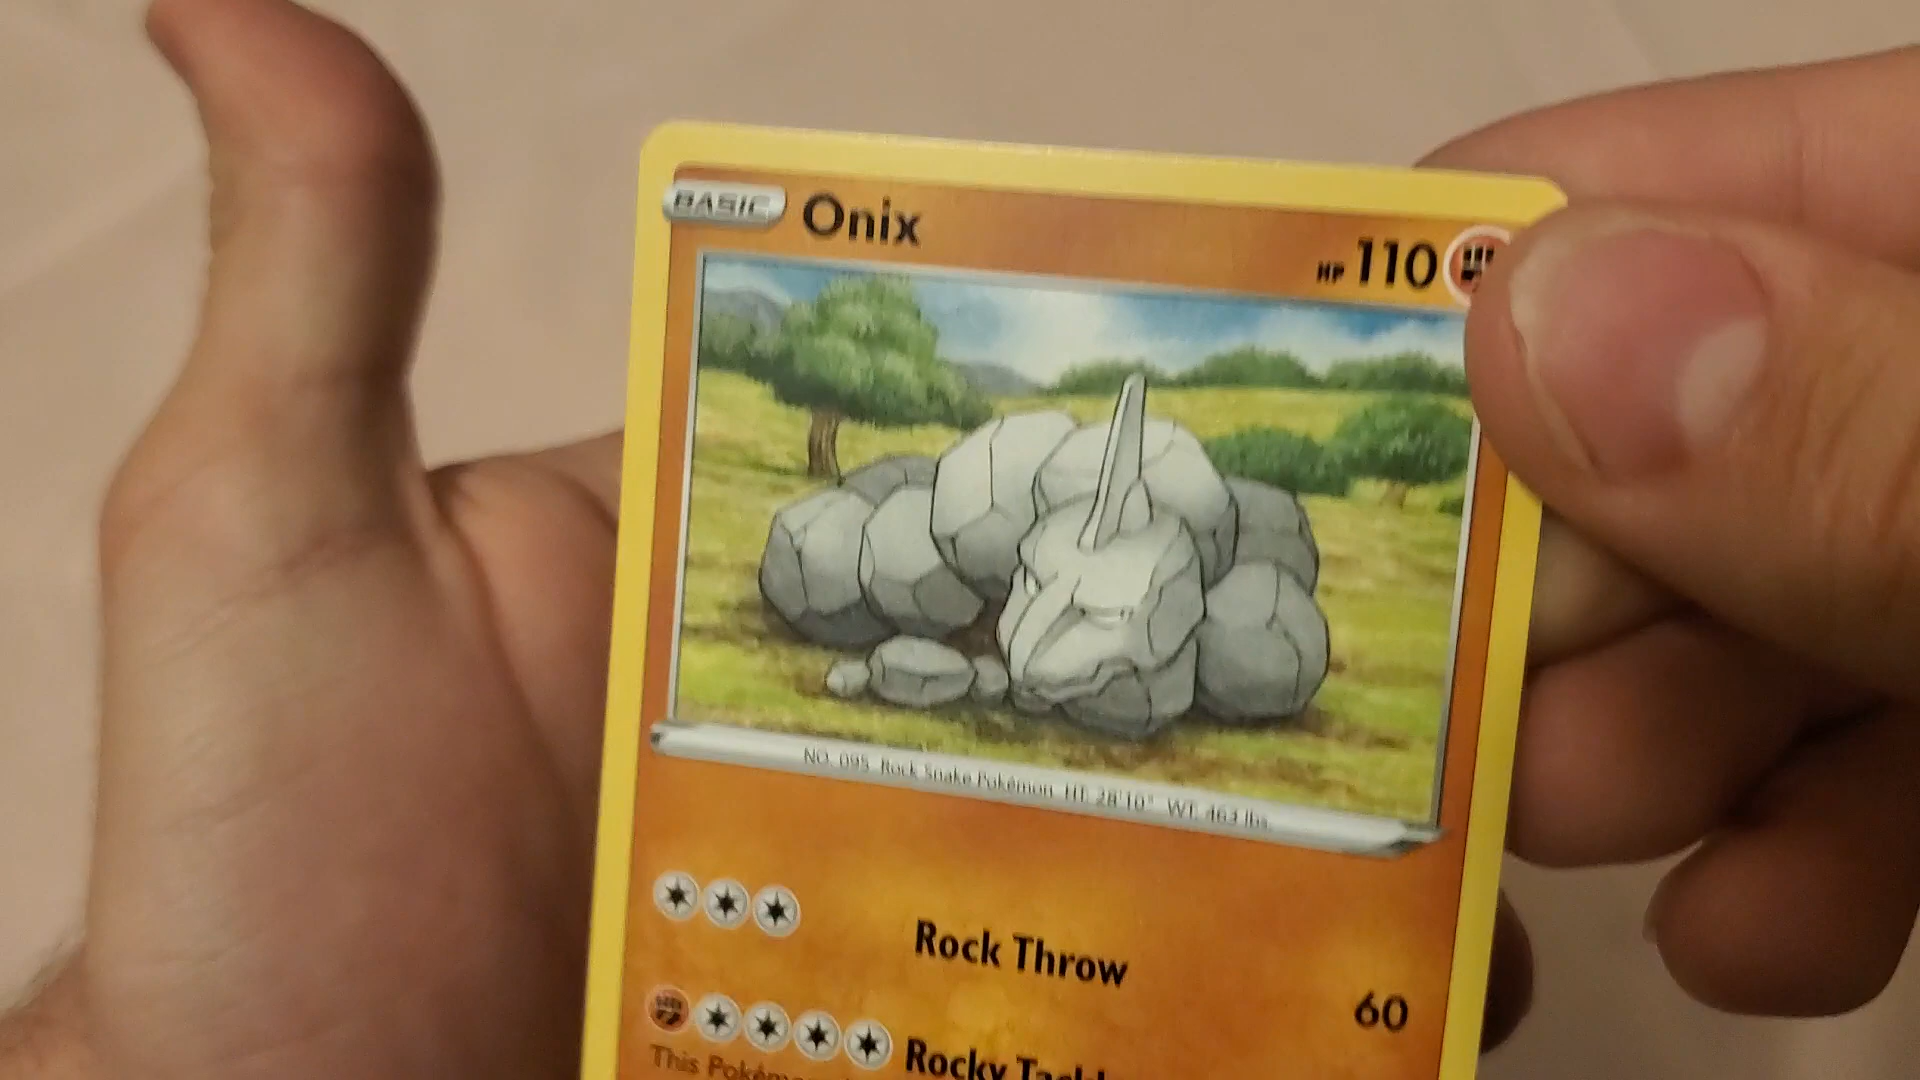 BASIC Onix HP 110
NO. 095 Rock Snake Pokémon HT: 28'10" WT: 463 lbs.
Rock Throw 60
Rocky
This